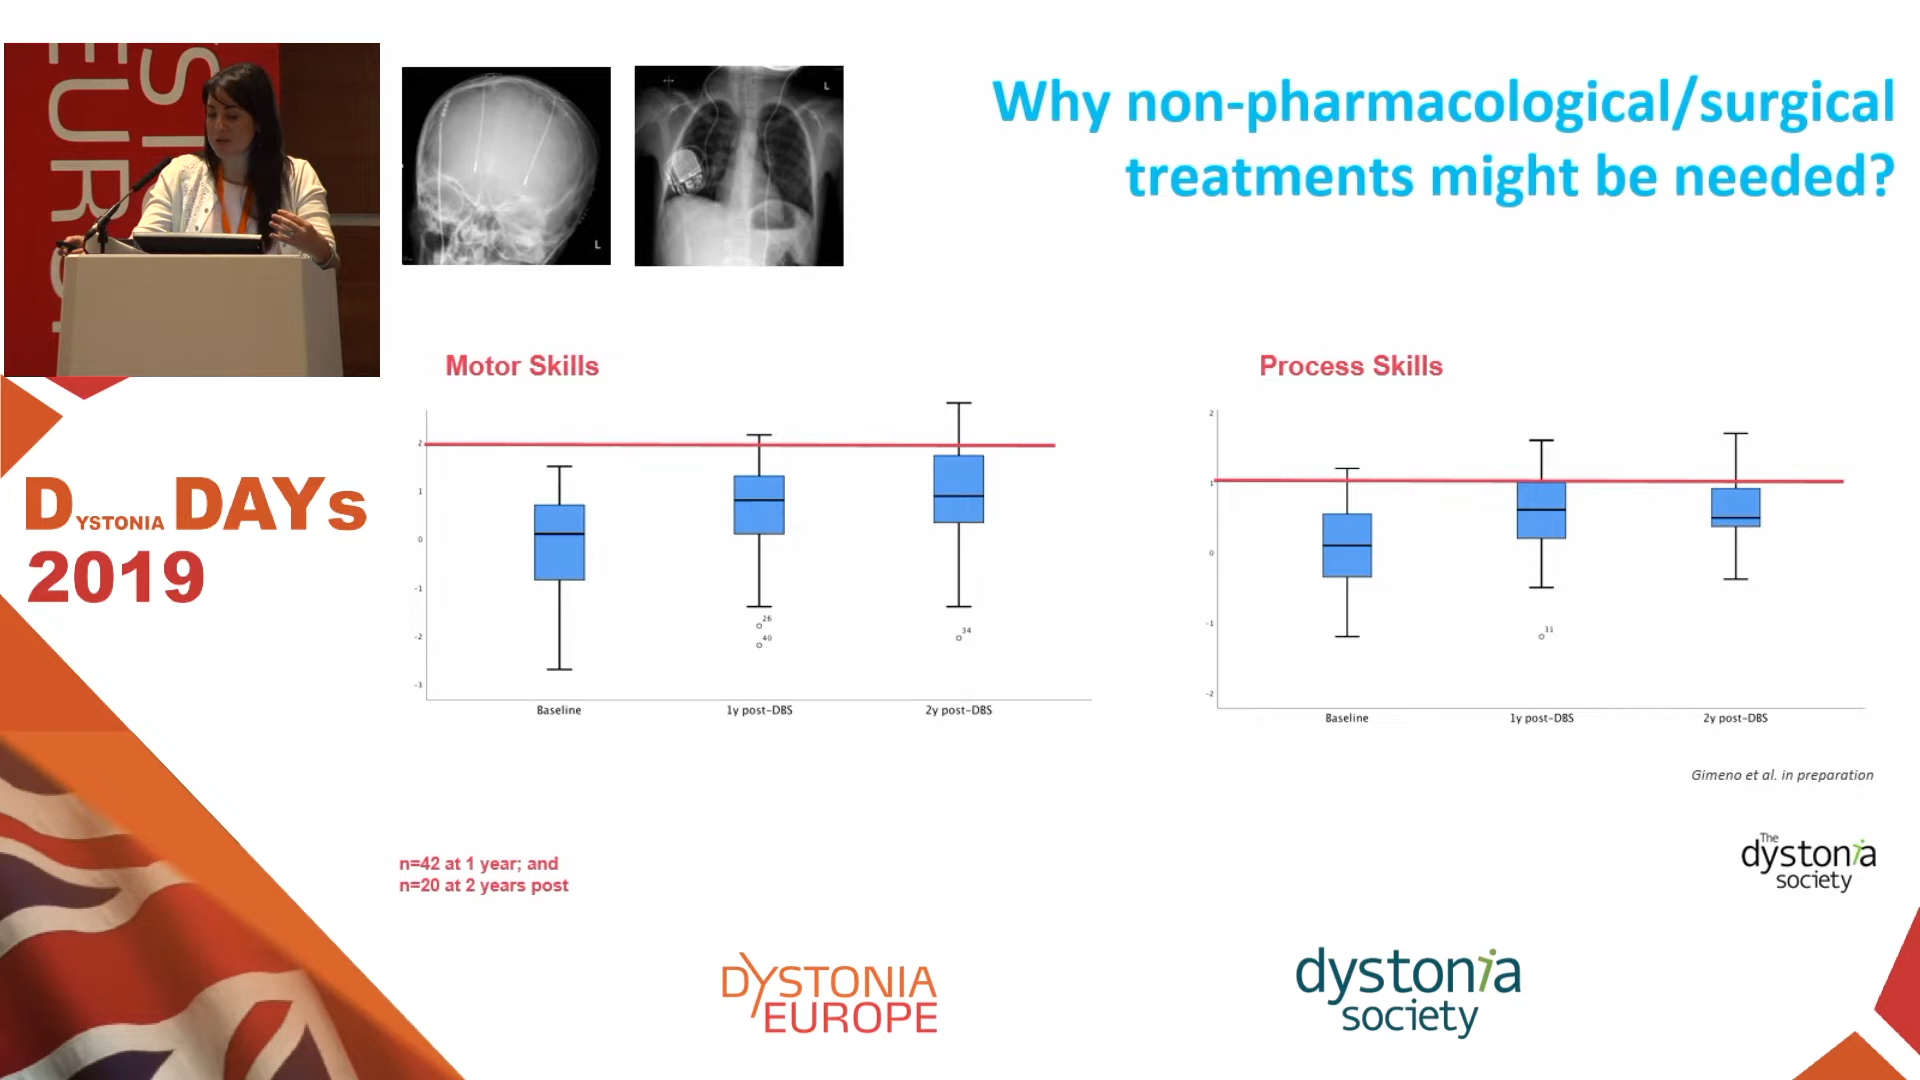 EUR
Why non-pharmacological/surgical
treatments might be needed?
L
L
Motor Skills
2
1
0
-1
-2
-3
26
40
34
Baseline
1y post-DBS
2y post-DBS
Process Skills
2
1
0
-1
-2
31
Baseline
1y post-DBS
2y post-DBS
Gimeno et al. in preparation
n=42 at 1 year; and
n=20 at 2 years post
The
dystonia
society
DYSTONIA DAYs
2019
DYSTONIA
EUROPE
dystonia
society